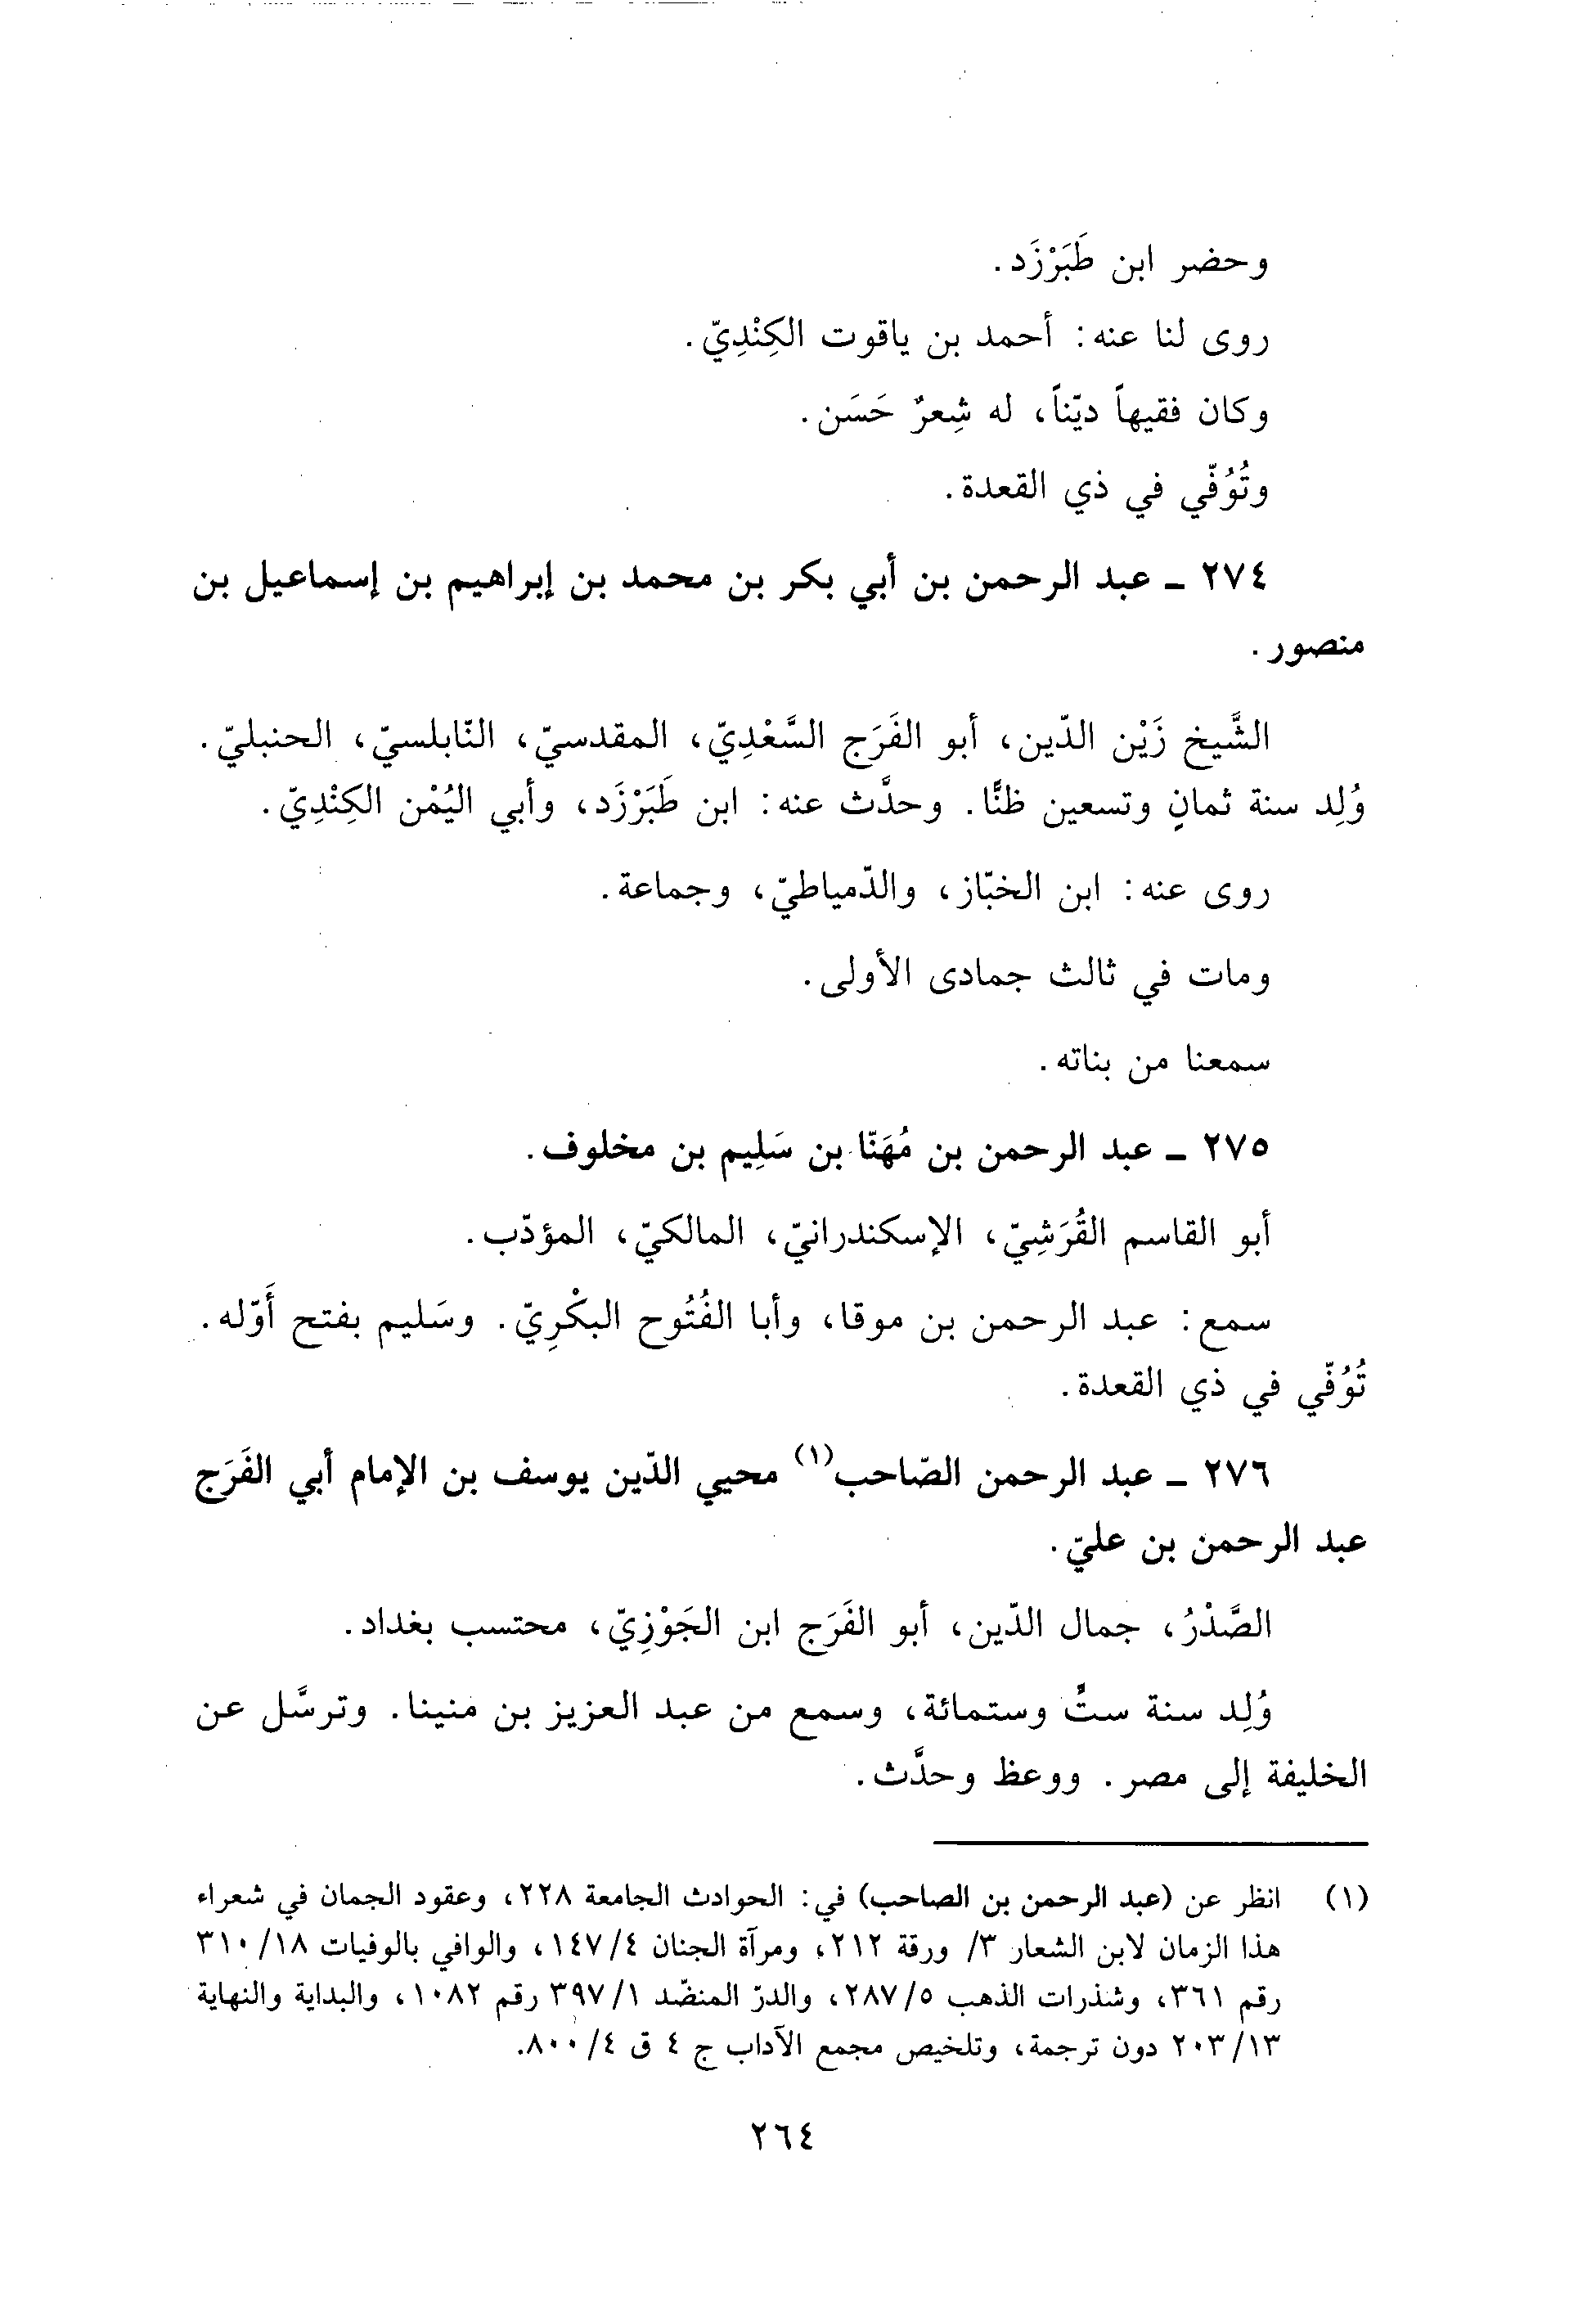 وحضر ابن طَبَرْزَد.
روى لنا عنه: أحمد بن ياقوت الكِنْدِيّ.
وكان فقيهاً ديّناً، له شِعرٌ حَسَن.
وتُوُفّي في ذي القعدة.
٢٧٤ ـ عبد الرحمن بن أبي بكر بن محمد بن إبراهيم بن إسماعيل بن
منصور.
الشَّيخ زَيْن الدّين، أبو الفَرَج السَّعْدِيّ، المقدسيّ، النّابلسيّ، الحنبليّ.
وُلِد سنة ثمانٍ وتسعين ظنًّا. وحدَّث عنه: ابن طَبَرْزَد، وأبي اليُمْن الكِنْدِيّ.
روى عنه: ابن الخبّاز، والدّمياطيّ، وجماعة.
ومات في ثالث جمادى الأولى.
سمعنا من بناته.
٢٧٥ ـ عبد الرحمن بن مُهَنّا بن سَلِيم بن مخلوف.
أبو القاسم القُرَشِيّ، الإسكندرانيّ، المالكيّ، المؤدّب.
سمع: عبد الرحمن بن موقا، وأبا الفُتُوح البكْرِيّ. وسَليم بفتح أَوّله.
تُوُفّي في ذي القعدة.
٢٧٦ ـ عبد الرحمن الصّاحب(١) محيي الدّين يوسف بن الإمام أبي الفَرَج
عبد الرحمن بن عليّ.
الصَّدْرُ، جمال الدّين، أبو الفَرَج ابن الجَوْزِيّ، محتسب بغداد.
وُلِد سنة ستٍّ وستمائة، وسمع من عبد العزيز بن منينا. وترسَّل عن
الخليفة إلى مصر. ووعظ وحدَّث.
(١) انظر عن (عبد الرحمن بن الصاحب) في: الحوادث الجامعة ٢٢٨، وعقود الجمان في شعراء
هذا الزمان لابن الشعار ٣/ ورقة ٢١٢، ومرآة الجنان ٤/١٤٧، والوافي بالوفيات ١٨/ ٣١٠
رقم ٣٦١، وشذرات الذهب ٥/٢٨٧، والدرّ المنضّد ١/٣٩٧ رقم ١٠٨٢، والبداية والنهاية
١٣/٢٠٣ دون ترجمة، وتلخيص مجمع الآداب ج ٤ ق ٤/٨٠٠.
٢٦٤